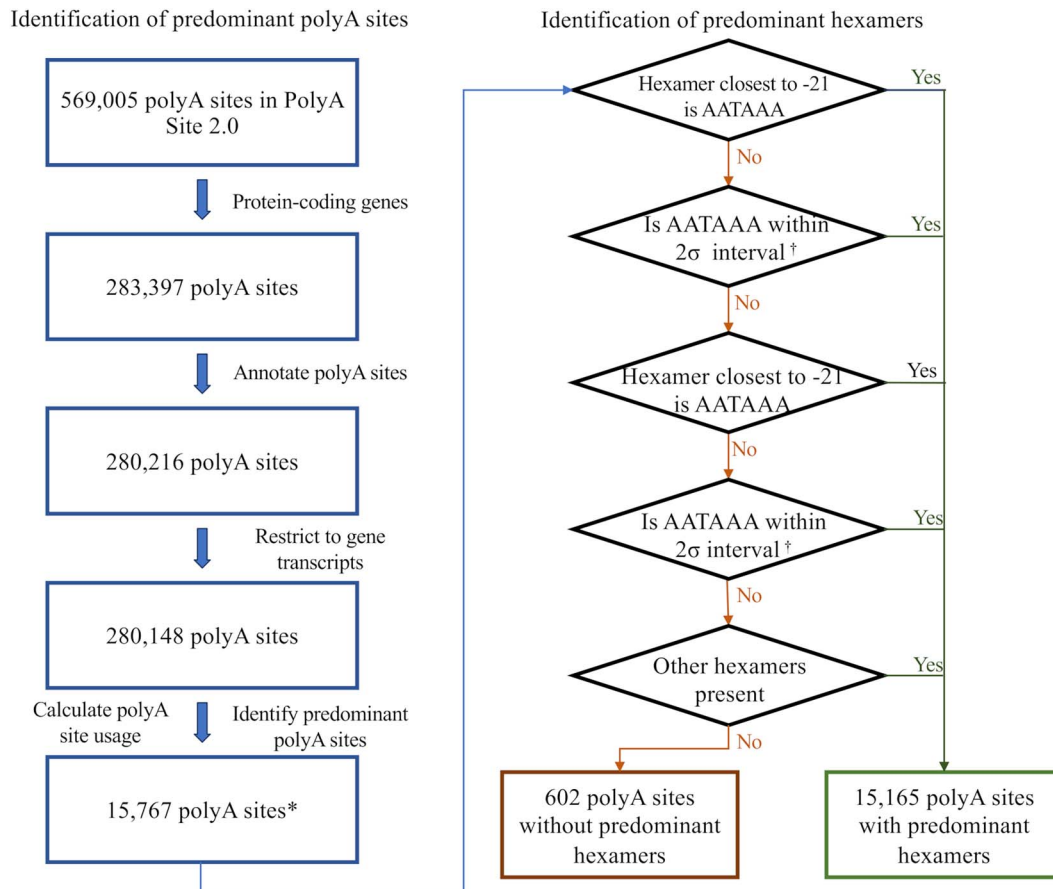 Identification of predominant polyA sites
569,005 polyA sites in PolyA
Site 2.0
Protein-coding genes
283,397 polyA sites
Annotate polyA sites
280,216 polyA sites
Restrict to gene
transcripts
280,148 polyA sites
Calculate polyA
site usage
Identify predominant
polyA sites
15,767 polyA sites*
Identification of predominant hexamers
Hexamer closest to -21
is AATAAA
Yes
No
Is AATAAA within
2σ interval †
Yes
No
Hexamer closest to -21
is AATAAA
Yes
No
Is AATAAA within
2σ interval †
Yes
No
Other hexamers
present
Yes
No
602 polyA sites
without predominant
hexamers
15,165 polyA sites
with predominant
hexamers